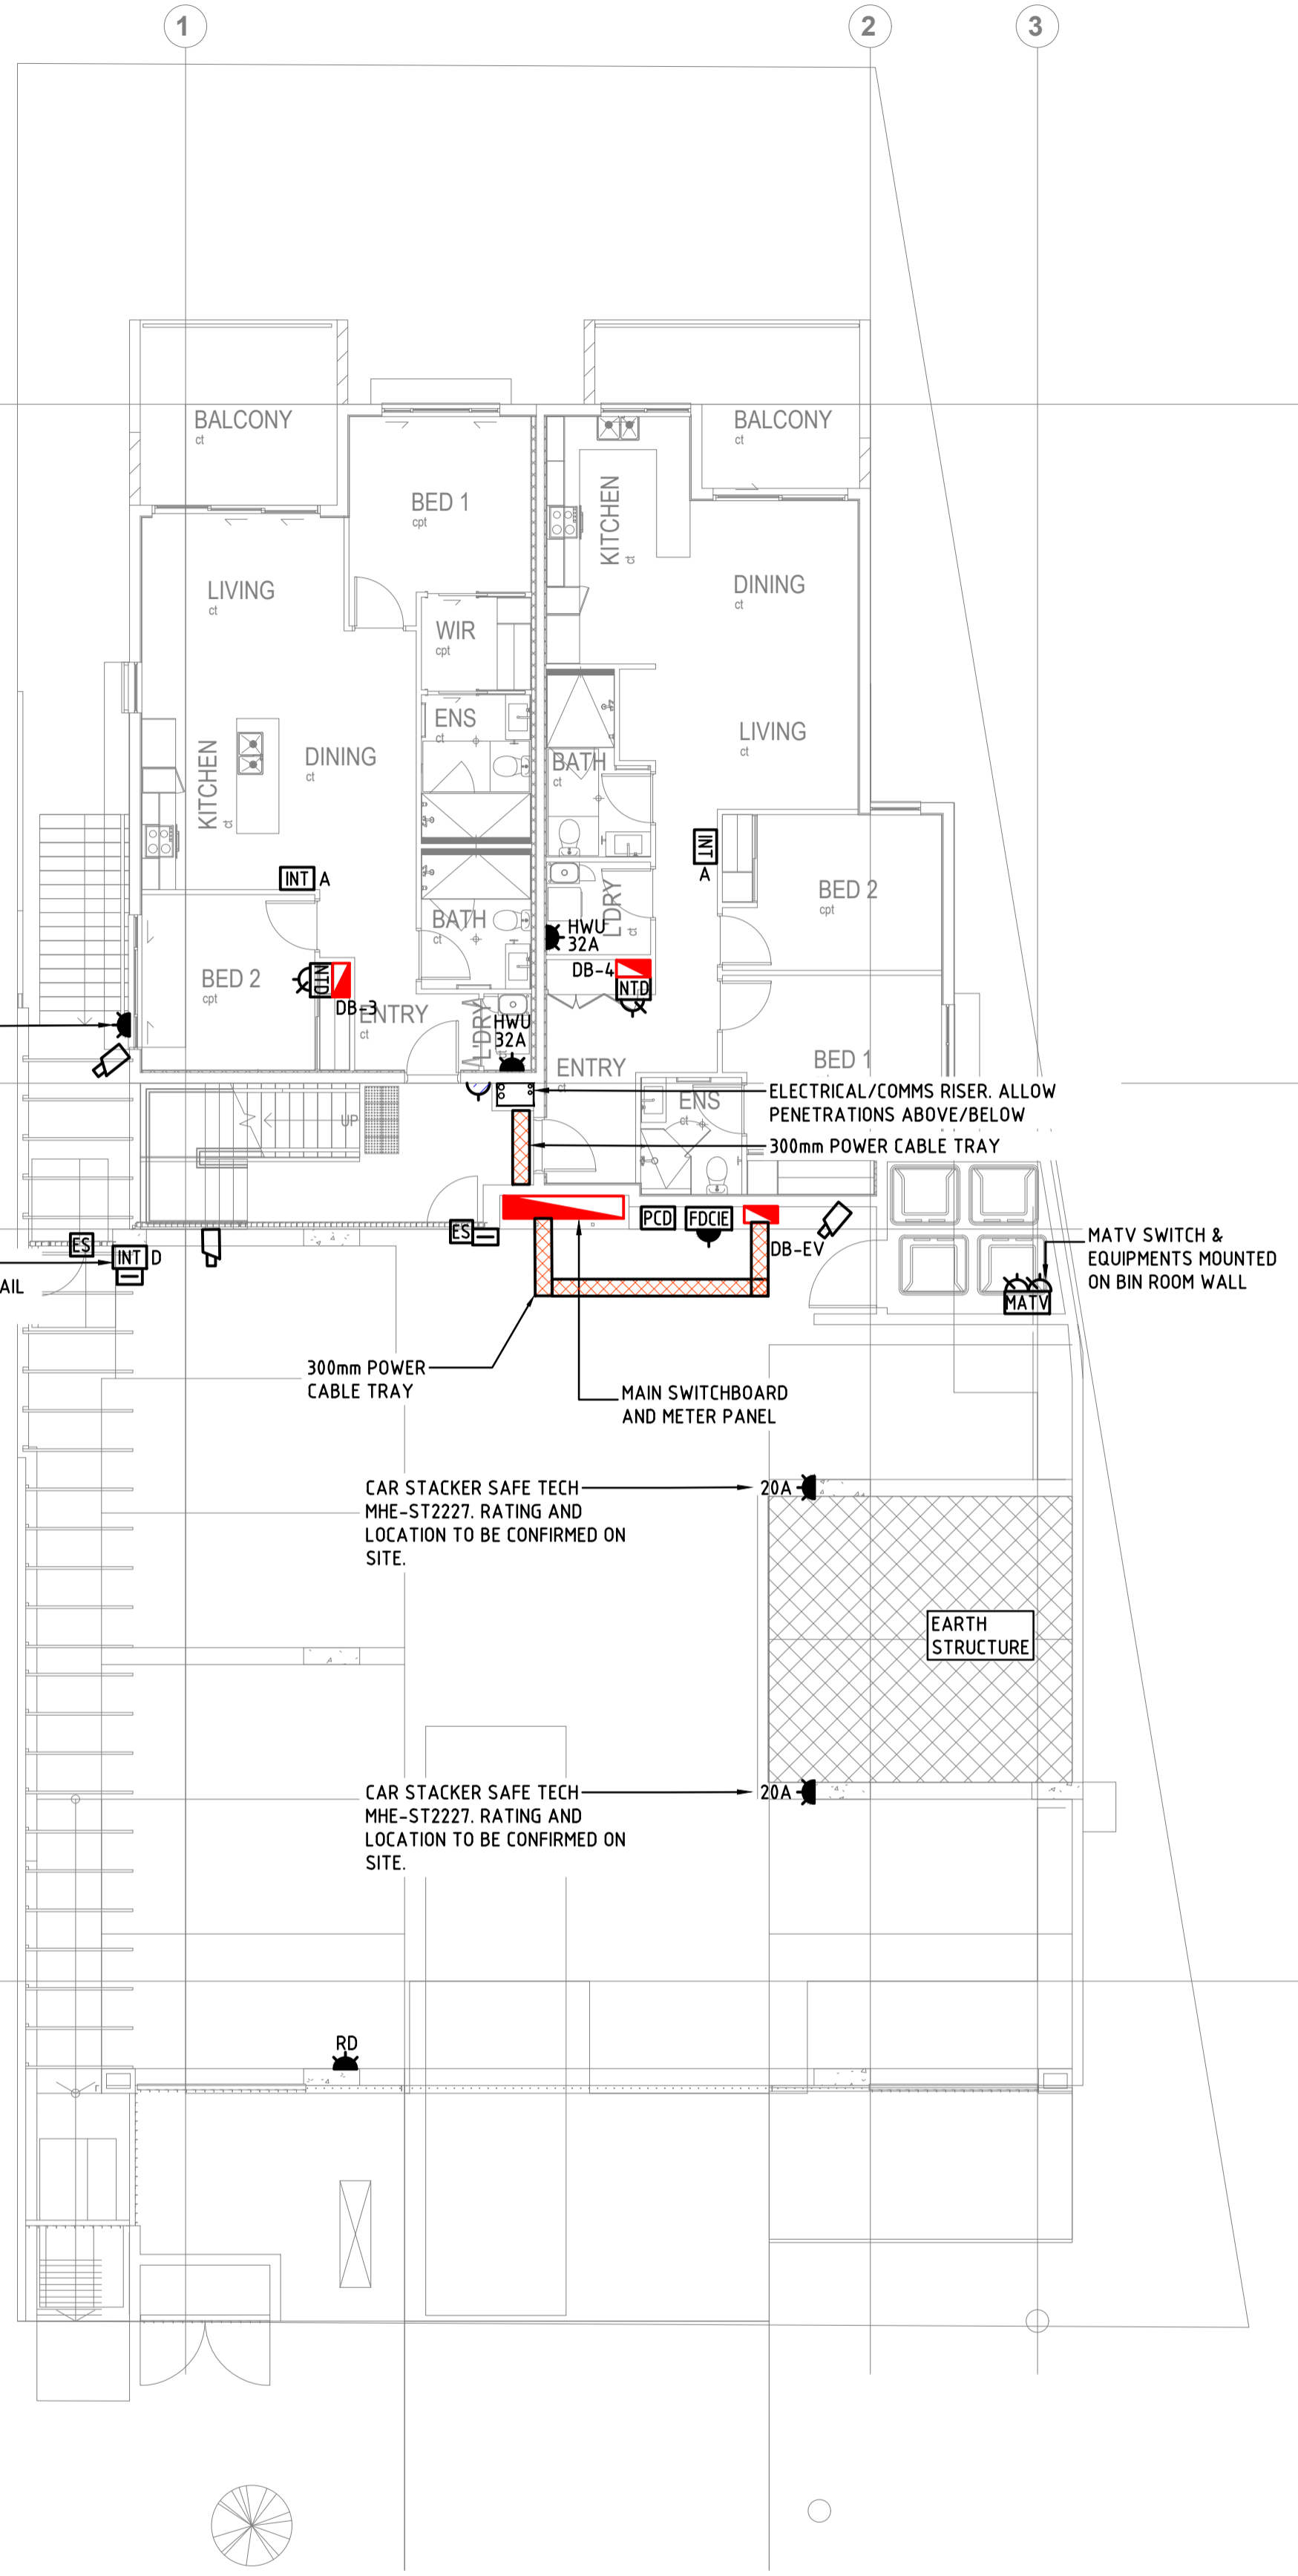 1
2
3
BALCONY
ct
BALCONY
ct
BED 1
cpt
KITCHEN
ct
LIVING
ct
DINING
ct
WIR
cpt
ENS
ct
LIVING
ct
KITCHEN
ct
DINING
ct
BATH
ct
INT A
INT
A
BED 2
cpt
BATH
ct
L'DRY
ct
HWU
32A
BED 2
cpt
NTD
DB-3
DB-4
NTD
ENTRY
ct
L'DRY
HWU
32A
ENTRY
ct
BED 1
ENS
ct
UP
ELECTRICAL/COMMS RISER. ALLOW
PENETRATIONS ABOVE/BELOW
300mm POWER CABLE TRAY
ES
INT D
AIL
ES
PCD
FDCIE
DB-EV
MATV SWITCH &
EQUIPMENTS MOUNTED
ON BIN ROOM WALL
MATV
300mm POWER
CABLE TRAY
MAIN SWITCHBOARD
AND METER PANEL
CAR STACKER SAFE TECH
MHE-ST2227. RATING AND
LOCATION TO BE CONFIRMED ON
SITE.
20A
EARTH
STRUCTURE
CAR STACKER SAFE TECH
MHE-ST2227. RATING AND
LOCATION TO BE CONFIRMED ON
SITE.
20A
RD